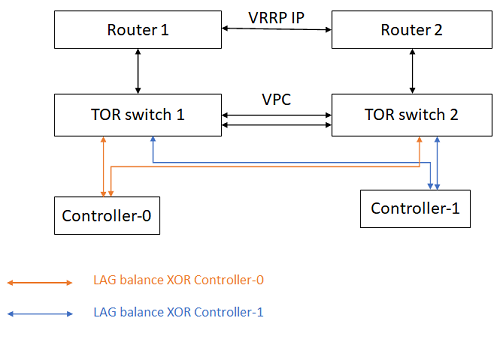 Router 1
VRRP IP
Router 2
TOR switch 1
VPC
TOR switch 2
Controller-0
Controller-1
LAG balance XOR Controller-0
LAG balance XOR Controller-1